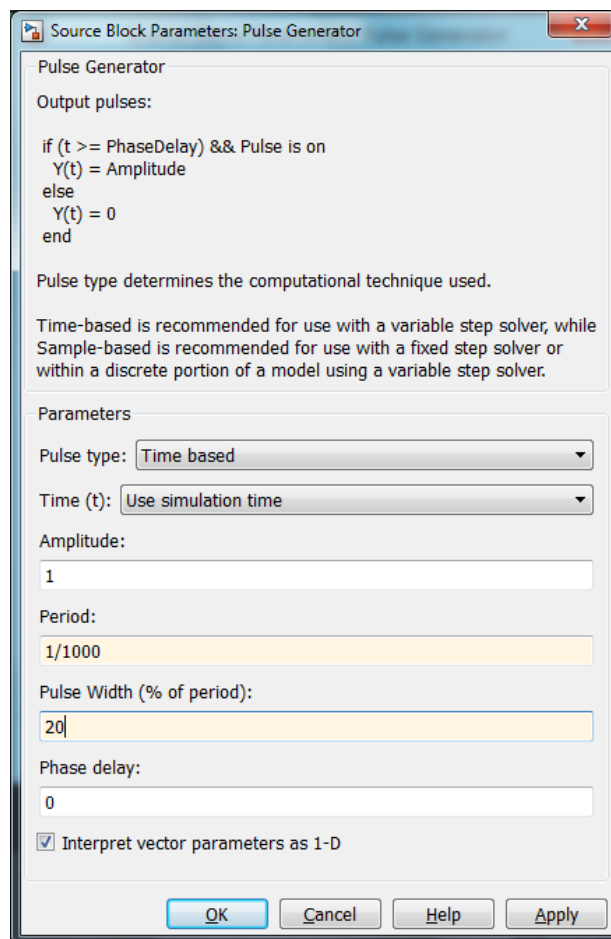 Source Block Parameters: Pulse Generator
Pulse Generator
Output pulses:
if (t >= PhaseDelay) && Pulse is on
Y(t) = Amplitude
else
Y(t) = 0
end
Pulse type determines the computational technique used.
Time-based is recommended for use with a variable step solver, while
Sample-based is recommended for use with a fixed step solver or
within a discrete portion of a model using a variable step solver.
Parameters
Pulse type: Time based
Time (t): Use simulation time
Amplitude:
1
Period:
1/1000
Pulse Width (% of period):
20
Phase delay:
0
Interpret vector parameters as 1-D
OK Cancel Help Apply